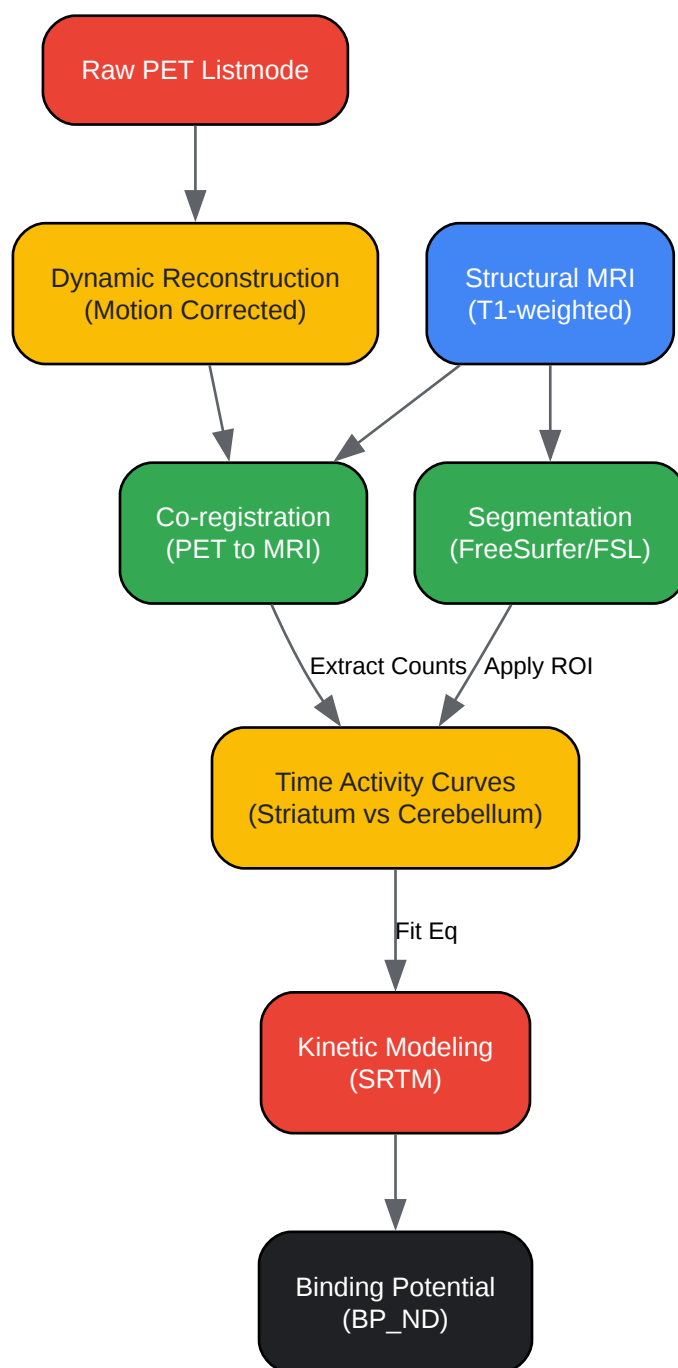 Raw PET Listmode
Dynamic Reconstruction
(Motion Corrected)
Structural MRI
(T1-weighted)
Co-registration
(PET to MRI)
Segmentation
(FreeSurfer/FSL)
Extract Counts
Apply ROI
Time Activity Curves
(Striatum vs Cerebellum)
Fit Eq
Kinetic Modeling
(SRTM)
Binding Potential
(BP_ND)